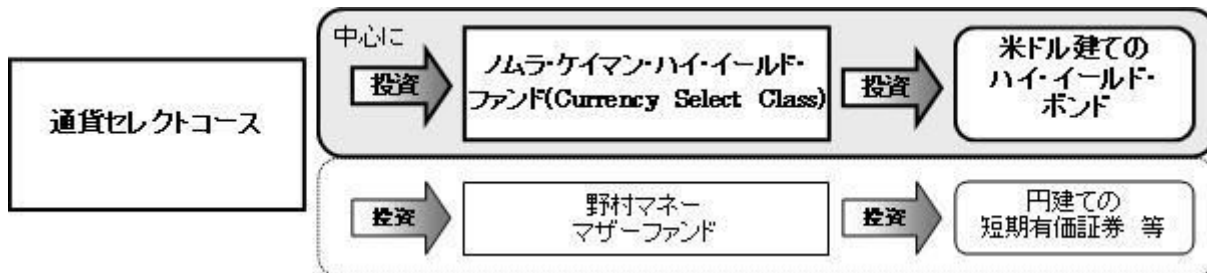 通貨セレクトコース
中心に
投資
ノムラ・ケイマン・ハイ・イールド・
ファンド(Currency Select Class)
投資
米ドル建ての
ハイ・イールド・
ボンド
投資
野村マネー
マザーファンド
投資
円建ての
短期有価証券 等